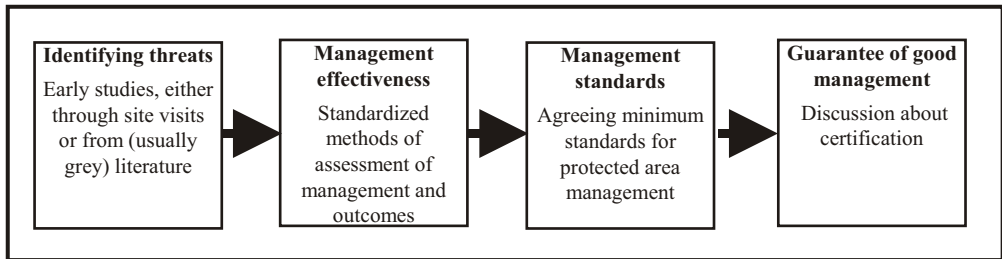 Identifying threats
Early studies, either
through site visits
or from (usually
grey) literature
Management
effectiveness
Standardized
methods of
assessment of
management and
outcomes
Management
standards
Agreeing minimum
standards for
protected area
management
Guarantee of good
management
Discussion about
certification